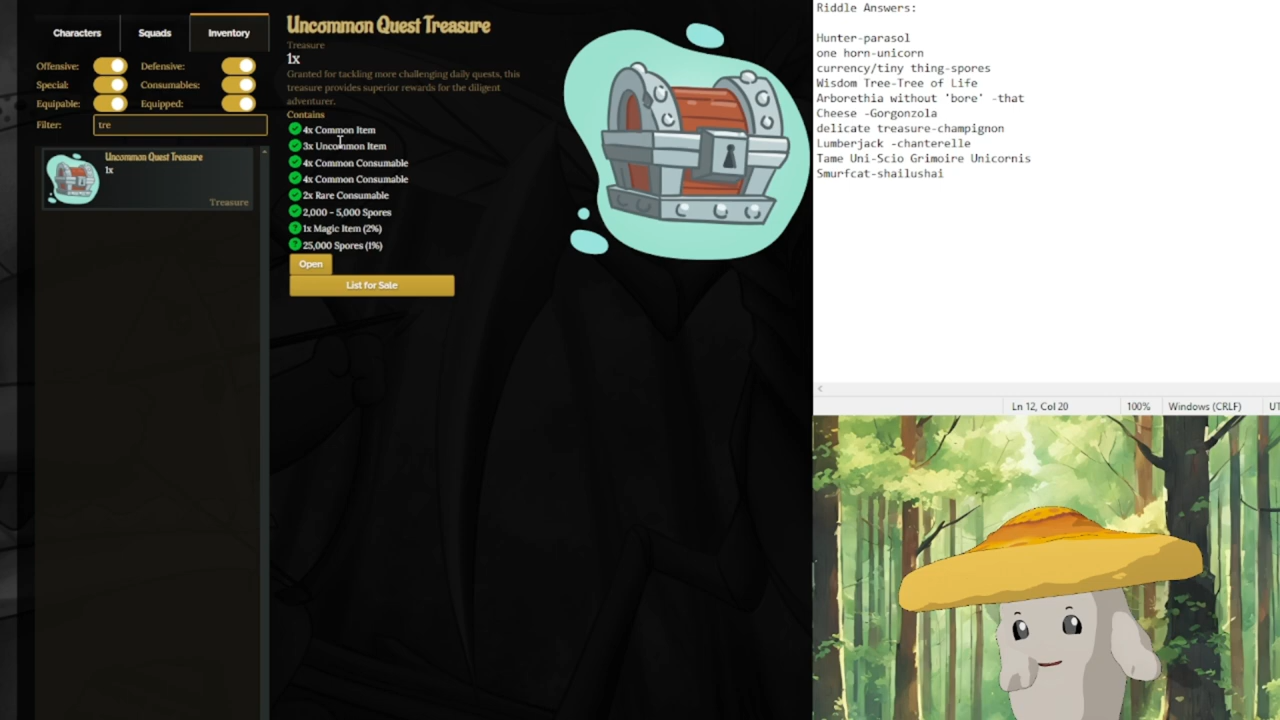 Characters
Squads
Inventory
Offensive:
Defensive:
Special:
Consumables:
Equipable:
Equipped:
Filter:
tre
Uncommon Quest Treasure
1x
Treasure
Uncommon Quest Treasure
Treasure
1x
Granted for tackling more challenging daily quests, this
treasure provides superior rewards for the diligent
adventurer.
Contains
4x Common Item
3x Uncommon Item
4x Common Consumable
4x Common Consumable
2x Rare Consumable
2,000 - 5,000 Spores
1x Magic Item (2%)
25,000 Spores (1%)
Open
List for Sale
Riddle Answers:
Hunter-parasol
one horn-unicorn
currency/tiny thing-spores
Wisdom Tree-Tree of Life
Arborethia without 'bore' -that
Cheese -Gorgonzola
delicate treasure-champignon
Lumberjack -chanterelle
Tame Uni-Scio Grimoire Unicornis
Smurfcat-shailushai
Ln 12, Col 20
100%
Windows (CRLF)
UT